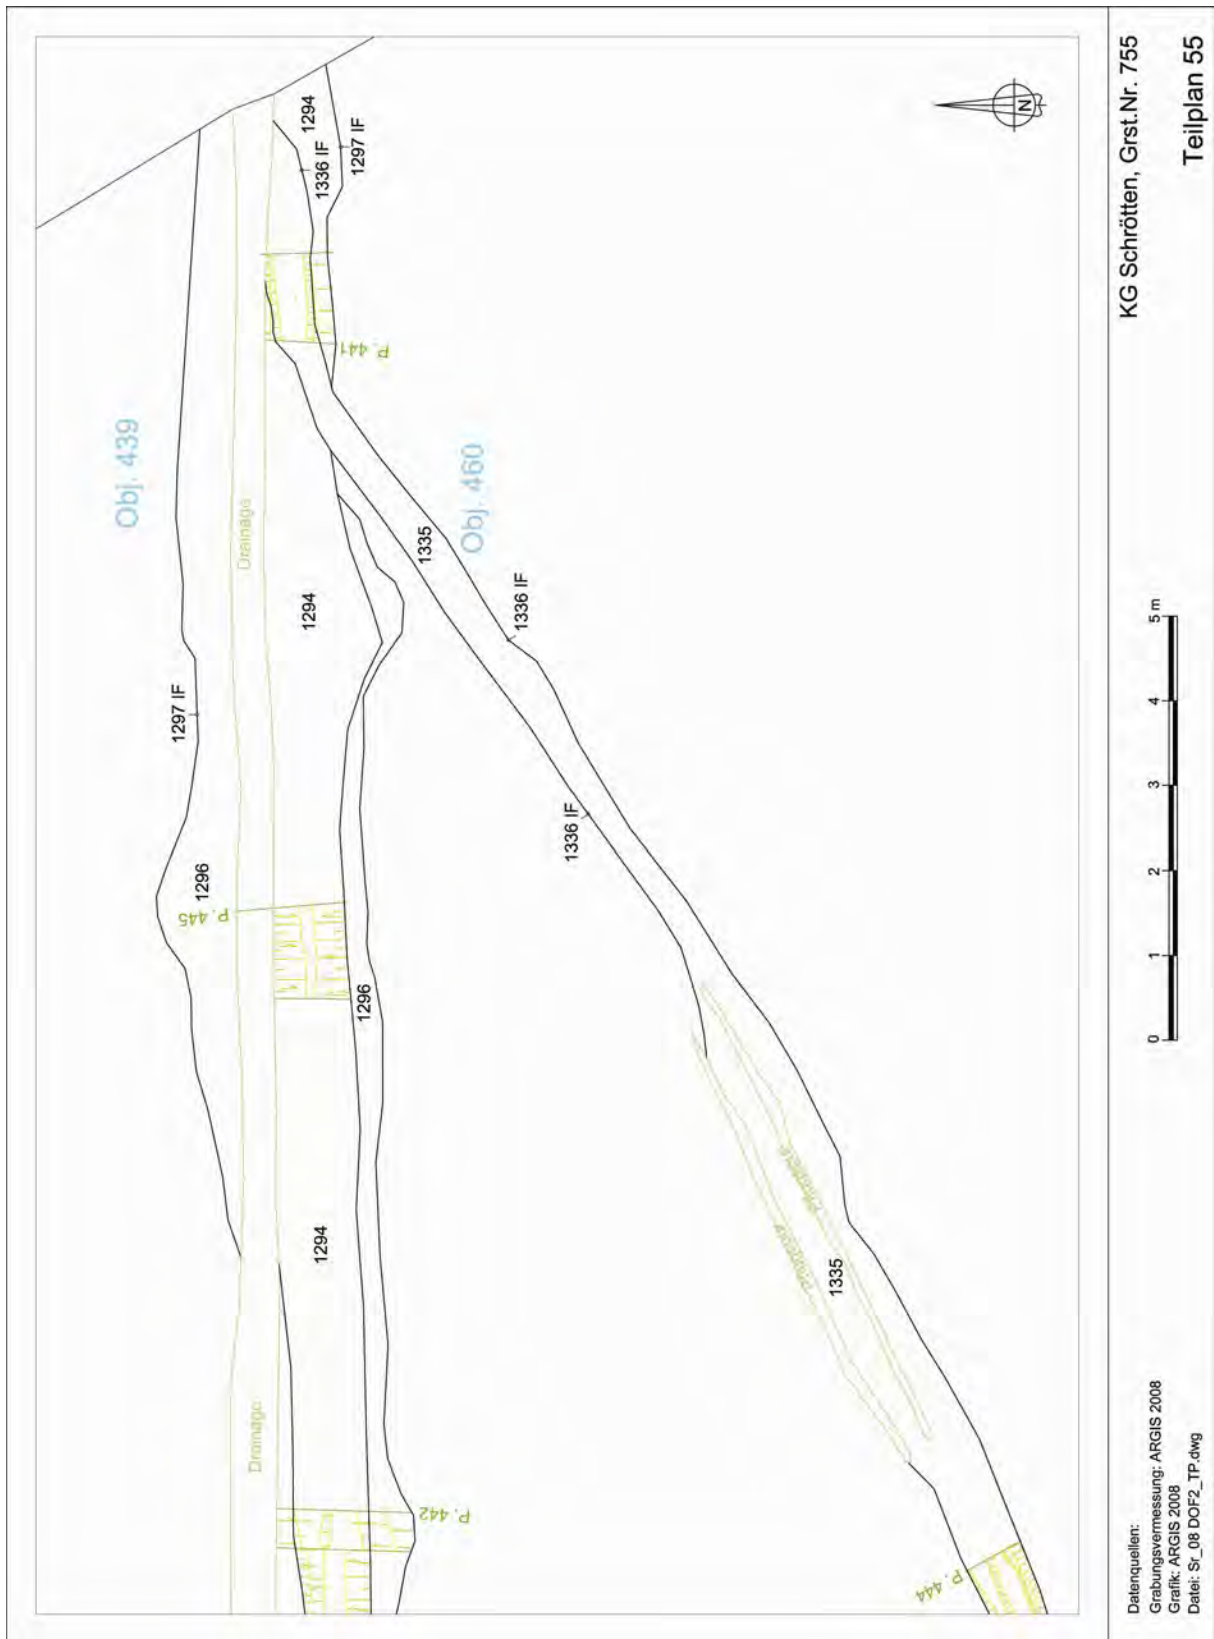 KG Schrötten, Grst.Nr. 755
Teilplan 55
N
Obj. 439
Obj. 460
1294
1297 IF
1336 IF
P. 441
Drainage
1335
1294
1336 IF
1297 IF
1336 IF
1296
P. 445
1296
1294
1335
Drainage
P. 442
P. 444
0 1 2 3 4 5 m
Datenquellen:
Grabungsvermessung: ARGIS 2008
Grafik: ARGIS 2008
Datei: Sr_08 DOF2_TP.dwg